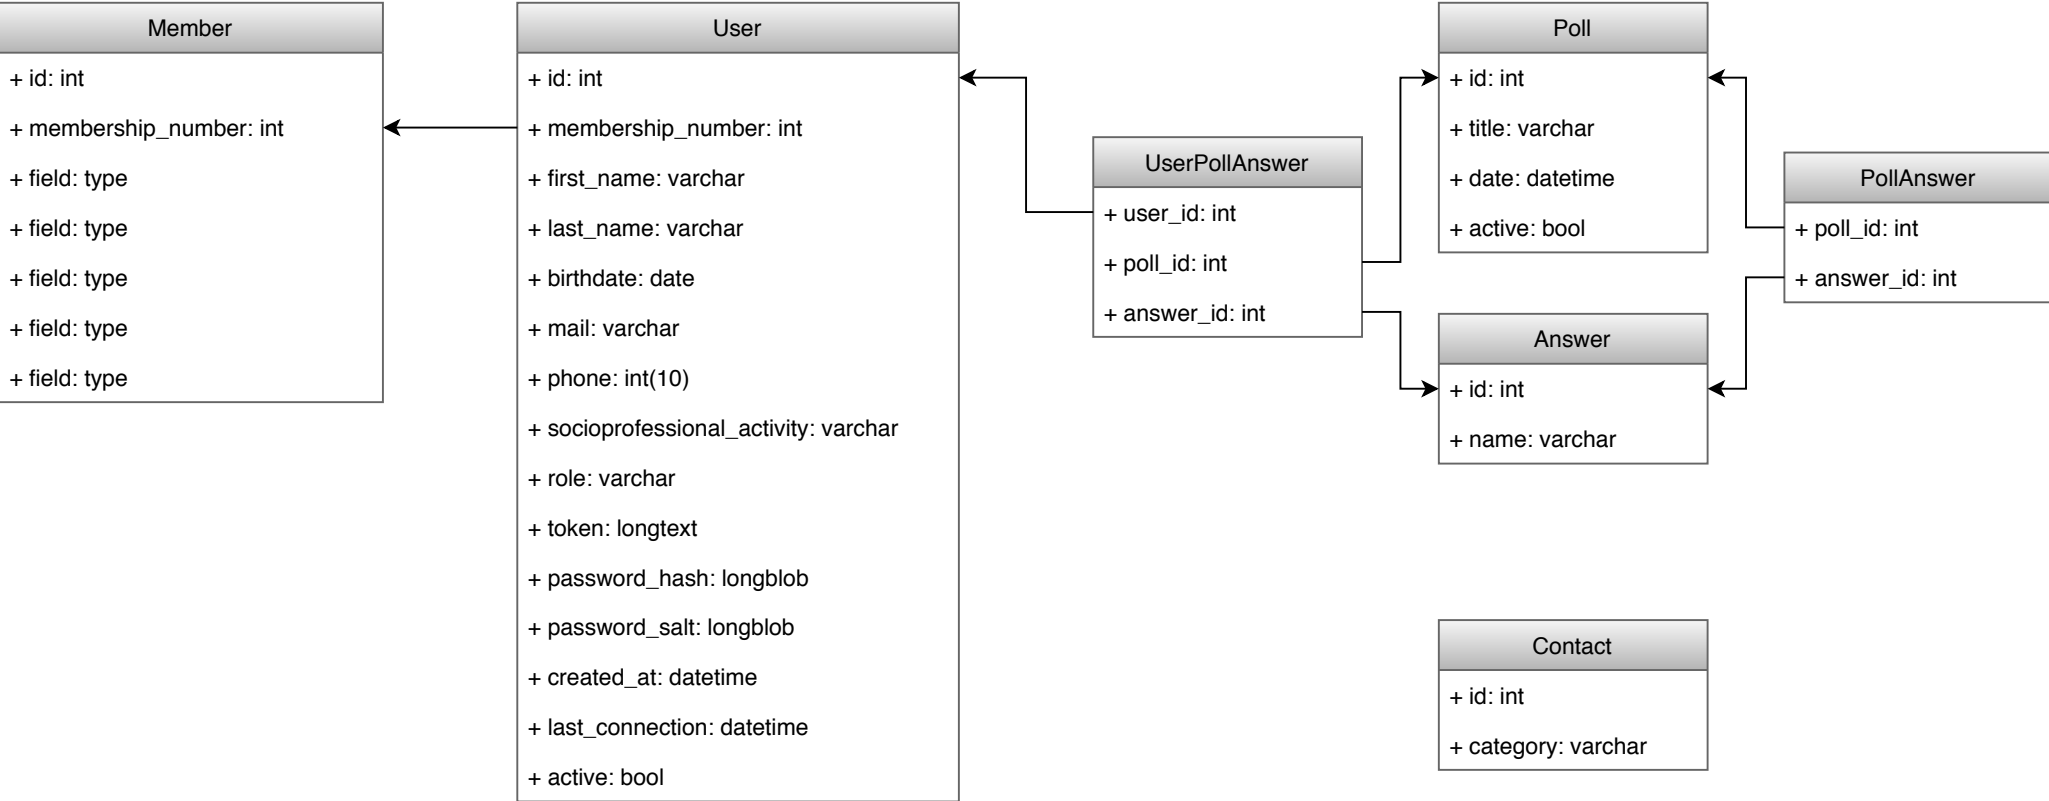 Member
+ id: int
+ membership_number: int
+ field: type
+ field: type
+ field: type
+ field: type
+ field: type
User
+ id: int
+ membership_number: int
+ first_name: varchar
+ last_name: varchar
+ birthdate: date
+ mail: varchar
+ phone: int(10)
+ socioprofessional_activity: varchar
+ role: varchar
+ token: longtext
+ password_hash: longblob
+ password_salt: longblob
+ created_at: datetime
+ last_connection: datetime
+ active: bool
UserPollAnswer
+ user_id: int
+ poll_id: int
+ answer_id: int
Poll
+ id: int
+ title: varchar
+ date: datetime
+ active: bool
Answer
+ id: int
+ name: varchar
PollAnswer
+ poll_id: int
+ answer_id: int
Contact
+ id: int
+ category: varchar